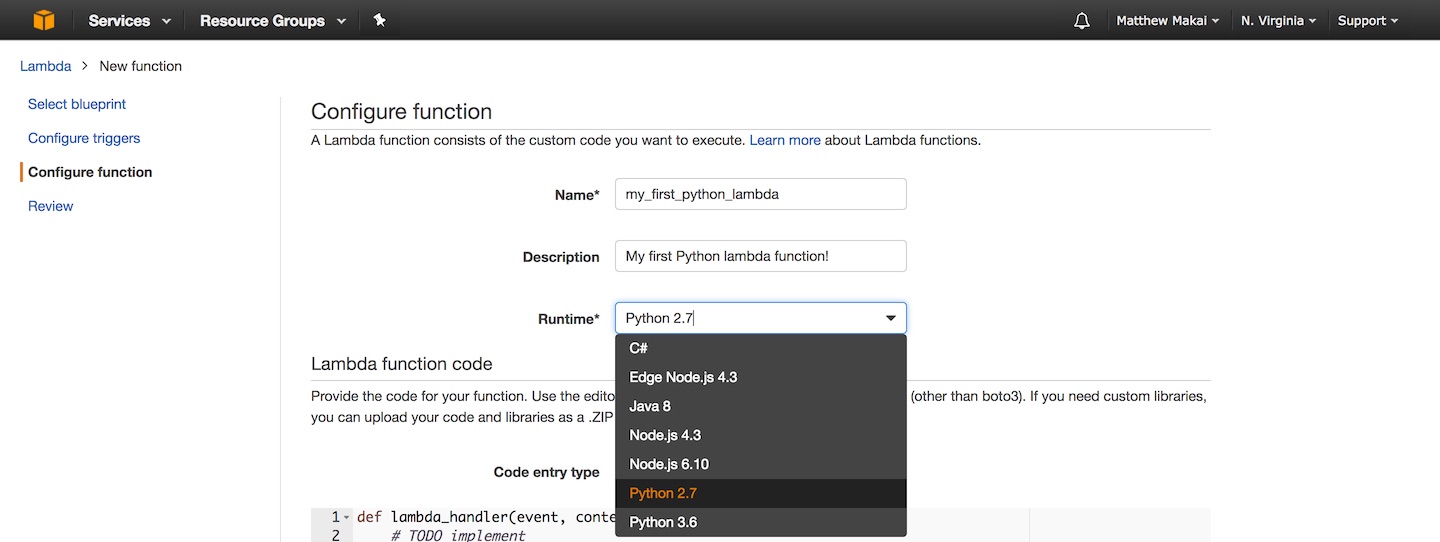 Services Resource Groups Matthew Makai N. Virginia Support
Lambda > New function
Select blueprint
Configure triggers
Configure function
Review
Configure function
A Lambda function consists of the custom code you want to execute. Learn more about Lambda functions.
Name* my_first_python_lambda
Description My first Python lambda function!
Runtime* Python 2.7
C#
Edge Node.js 4.3
Java 8
Node.js 4.3
Node.js 6.10
Python 2.7
Python 3.6
Lambda function code
Provide the code for your function. Use the edito (other than boto3). If you need custom libraries,
you can upload your code and libraries as a .ZIP
Code entry type
1 def lambda_handler(event, conte
2 # TODO implement